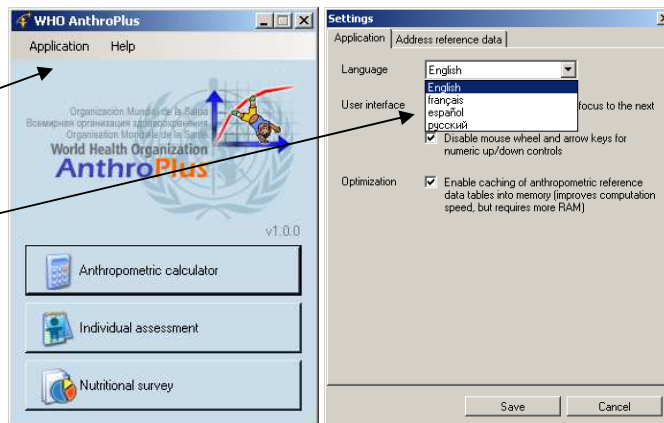 WHO AnthroPlus
Application Help
Organización Mundial de la Salud
Всемирная организация здравоохранения
Organisation Mondiale de la Santé
World Health Organization
AnthroPlus
v1.0.0
Anthropometric calculator
Individual assessment
Nutritional survey
Settings
Application
Address reference data
Language
English
English
français
español
русский
User interface
focus to the next
Disable mouse wheel and arrow keys for
numeric up/down controls
Optimization
Enable caching of anthropometric reference
data tables into memory (improves computation
speed, but requires more RAM)
Save
Cancel